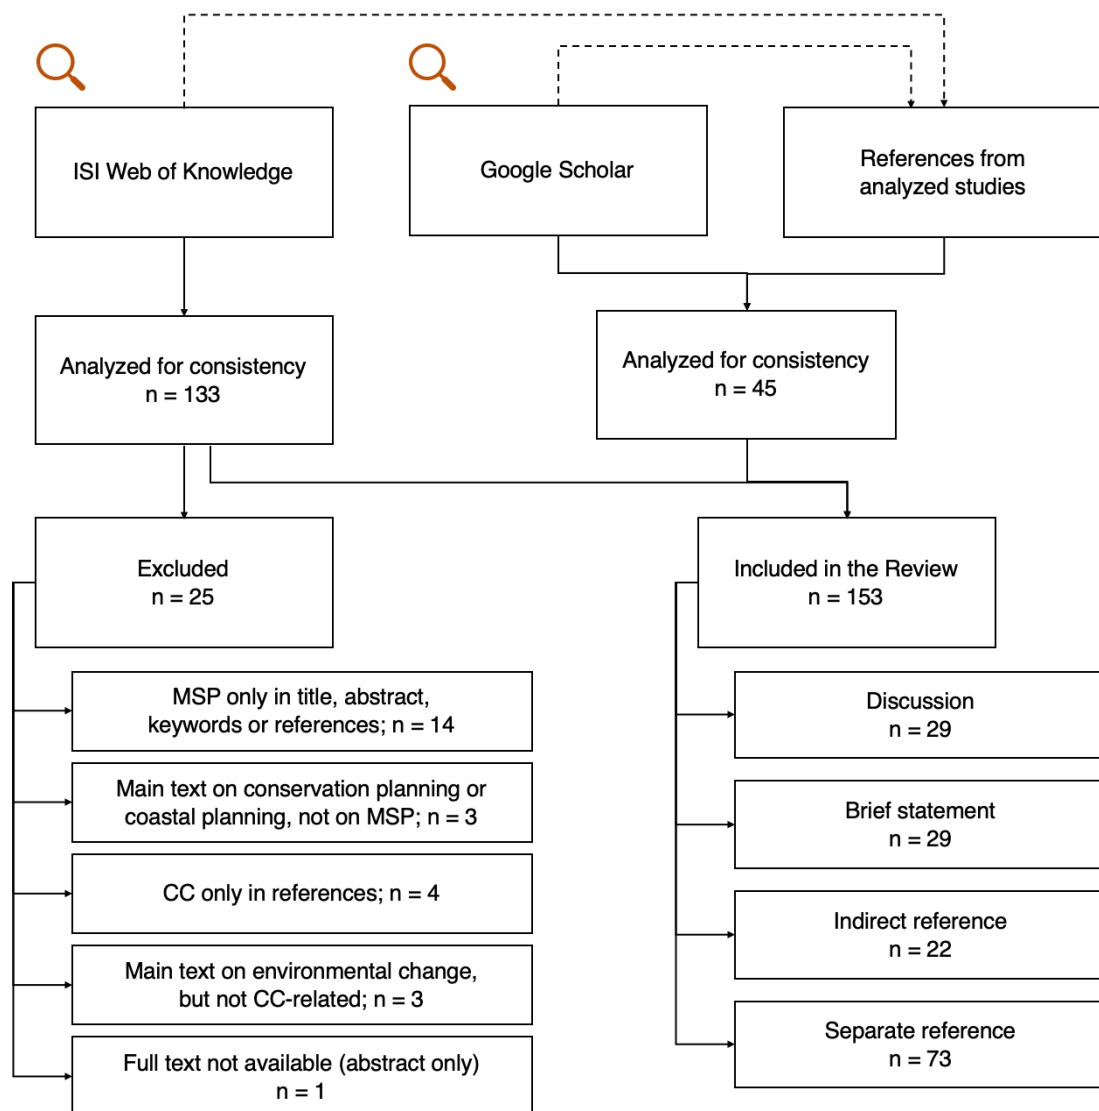 ISI Web of Knowledge
Google Scholar
References from
analyzed studies
Analyzed for consistency
n = 133
Analyzed for consistency
n = 45
Excluded
n = 25
Included in the Review
n = 153
MSP only in title, abstract,
keywords or references; n = 14
Main text on conservation planning or
coastal planning, not on MSP; n = 3
CC only in references; n = 4
Main text on environmental change,
but not CC-related; n = 3
Full text not available (abstract only)
n = 1
Discussion
n = 29
Brief statement
n = 29
Indirect reference
n = 22
Separate reference
n = 73